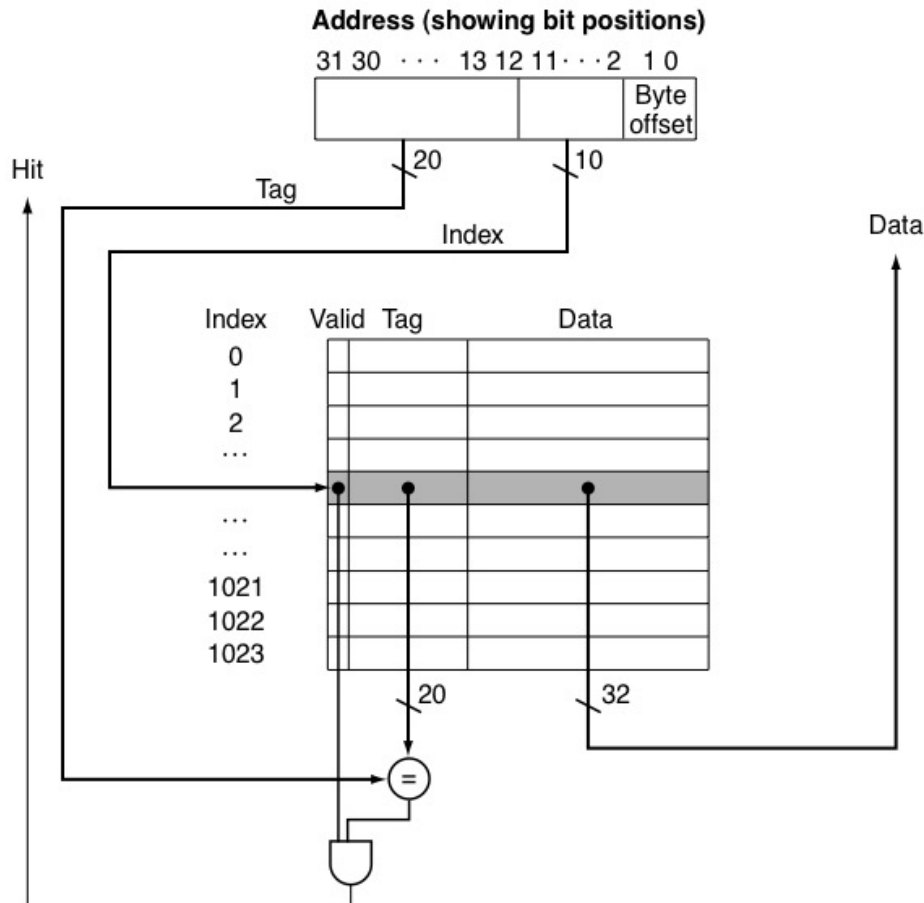 Address (showing bit positions)
31 30 · · · 13 12 11 · · · 2 1 0
Byte
offset
20
10
Hit
Tag
Index
Data
Index Valid Tag Data
0
1
2
...
...
...
1021
1022
1023
20
32
=